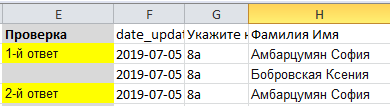 E F G H
Проверка date_updat Укажите н Фамилия Имя
1-й ответ 2019-07-05 8а Амбарцумян София
2019-07-05 8а Бобровская Ксения
2-й ответ 2019-07-05 8а Амбарцумян София